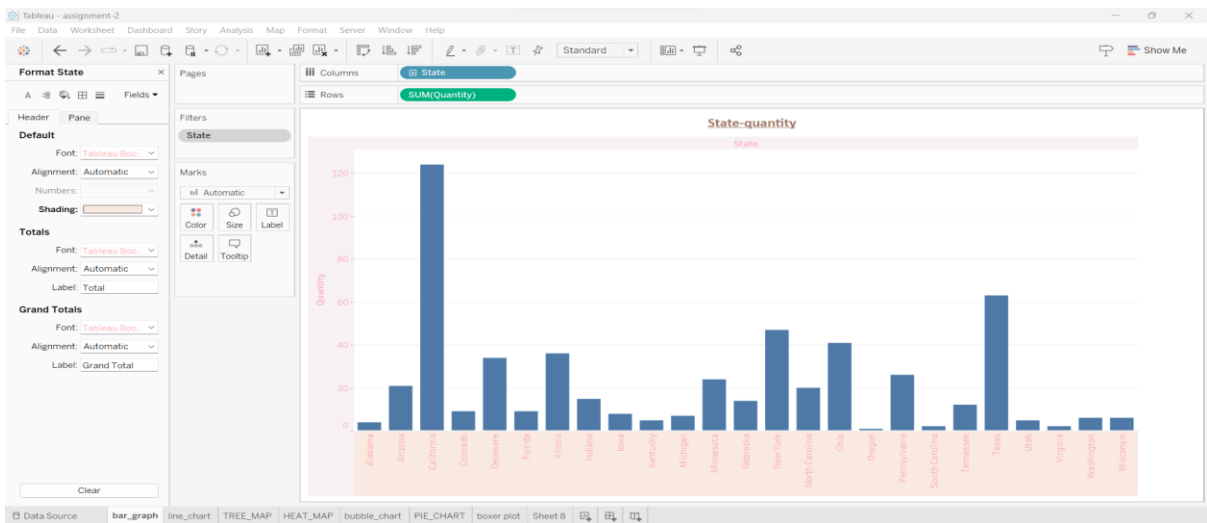 Tableau - assignment-2
File Data Worksheet Dashboard Story Analysis Map Format Server Window Help
Standard
Show Me
Format State
Fields
Header Pane
Default
Font: Tableau Boo...
Alignment: Automatic
Numbers:
Shading:
Totals
Font: Tableau Boo...
Alignment: Automatic
Label: Total
Grand Totals
Font: Tableau Boo...
Alignment: Automatic
Label: Grand Total
Clear
Pages
Filters
State
Marks
Automatic
Color Size Label
Detail Tooltip
Columns State
Rows SUM(Quantity)
State-quantity
State
Quantity
120
100
80
60
40
20
0
Alabama
Arizona
California
Colorado
Delaware
Florida
Illinois
Indiana
Iowa
Kentucky
Michigan
Minnesota
Nebraska
New York
North Carolina
Ohio
Oregon
Pennsylvania
South Carolina
Tennessee
Texas
Utah
Virginia
Washington
Wisconsin
Data Source bar_graph line_chart TREE_MAP HEAT_MAP bubble_chart PIE_CHART boxer plot Sheet 8